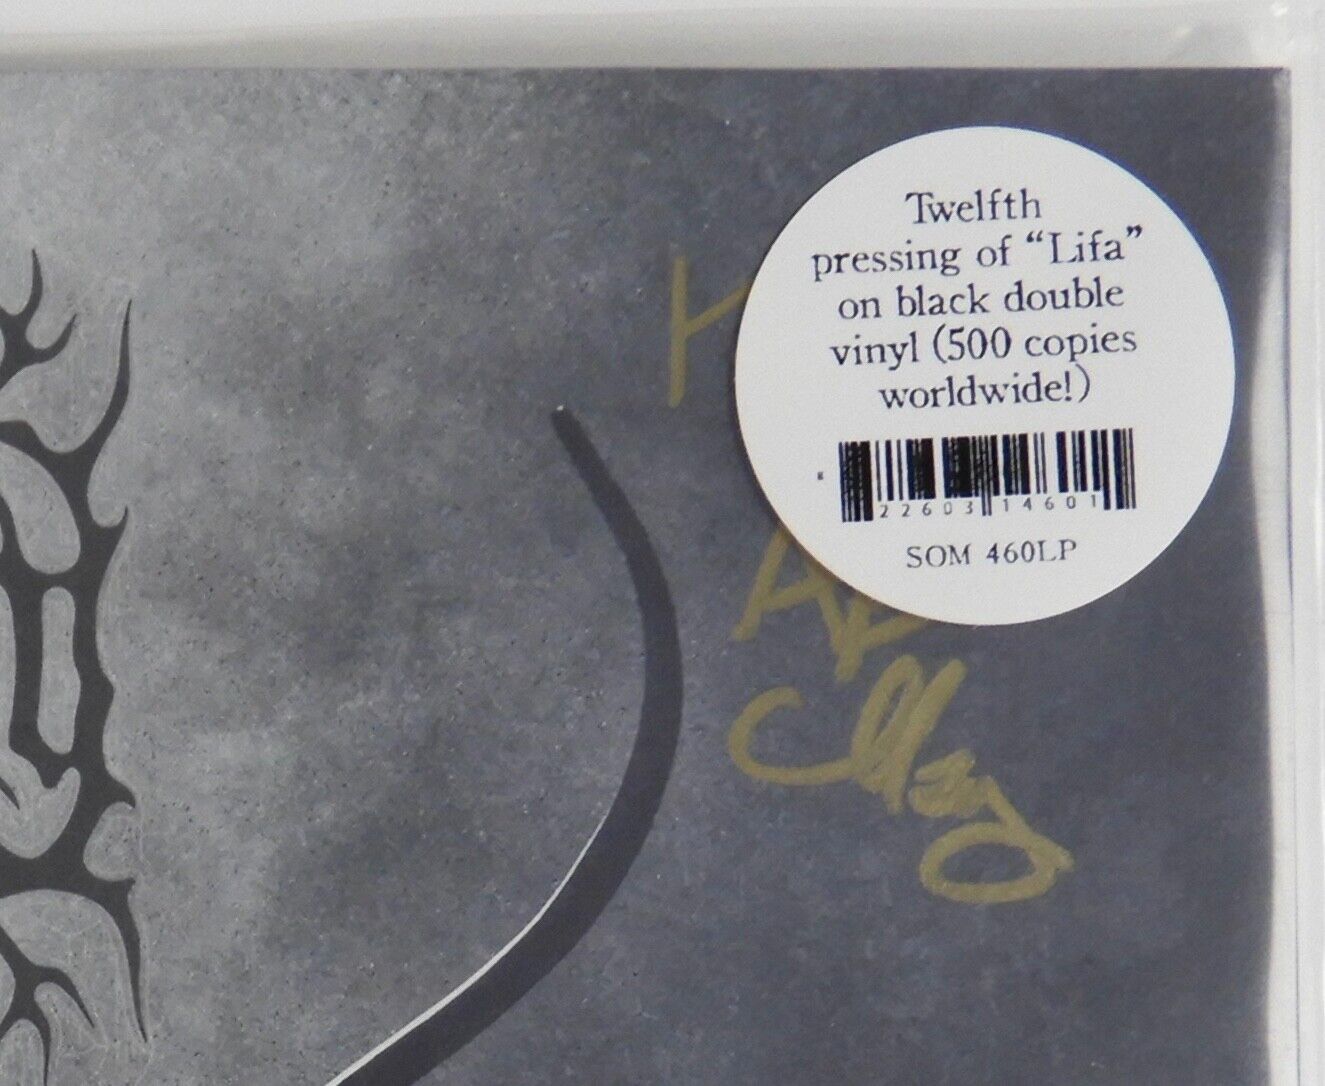 Twelfth
pressing of “Lifa”
on black double
vinyl (500 copies
worldwide!)
22603 14601
SOM 460LP